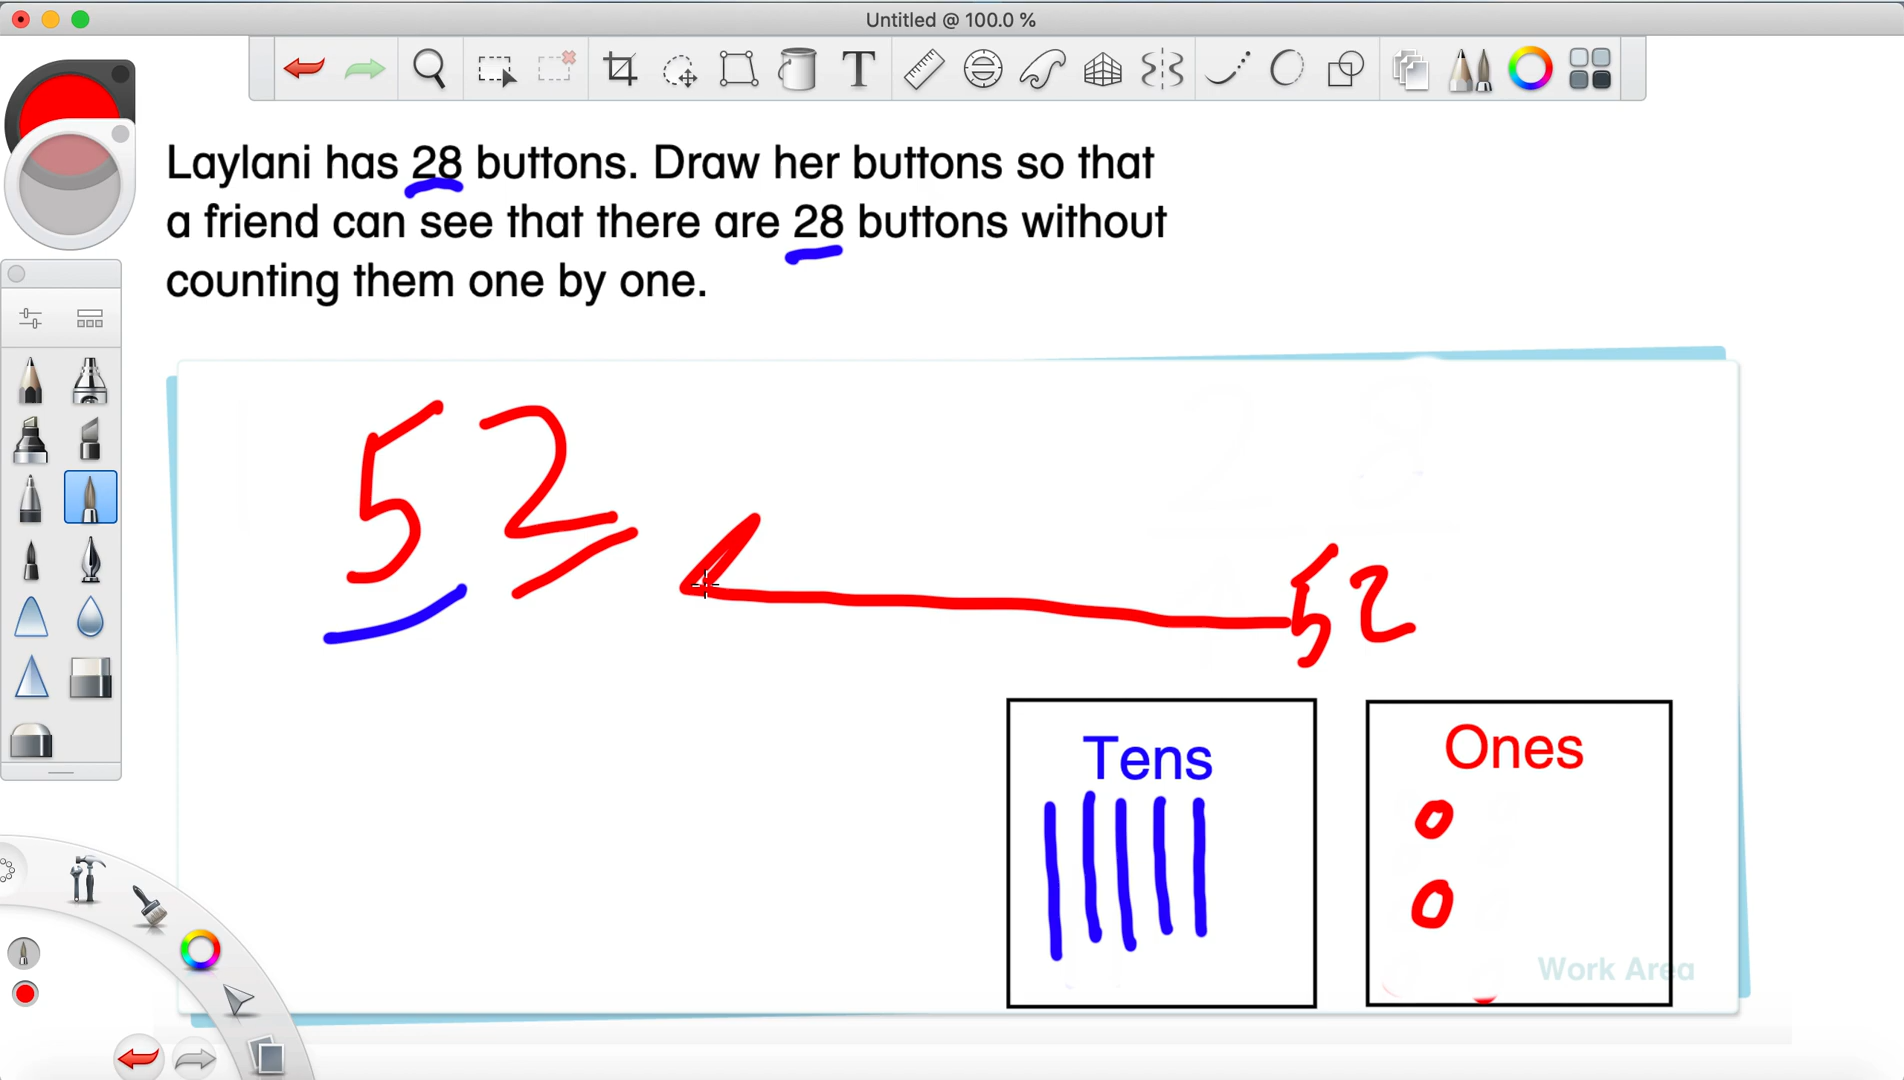 Untitled @ 100.0 %
Laylani has 28 buttons. Draw her buttons so that
a friend can see that there are 28 buttons without
counting them one by one.
52
52
Tens
Ones
Work Area